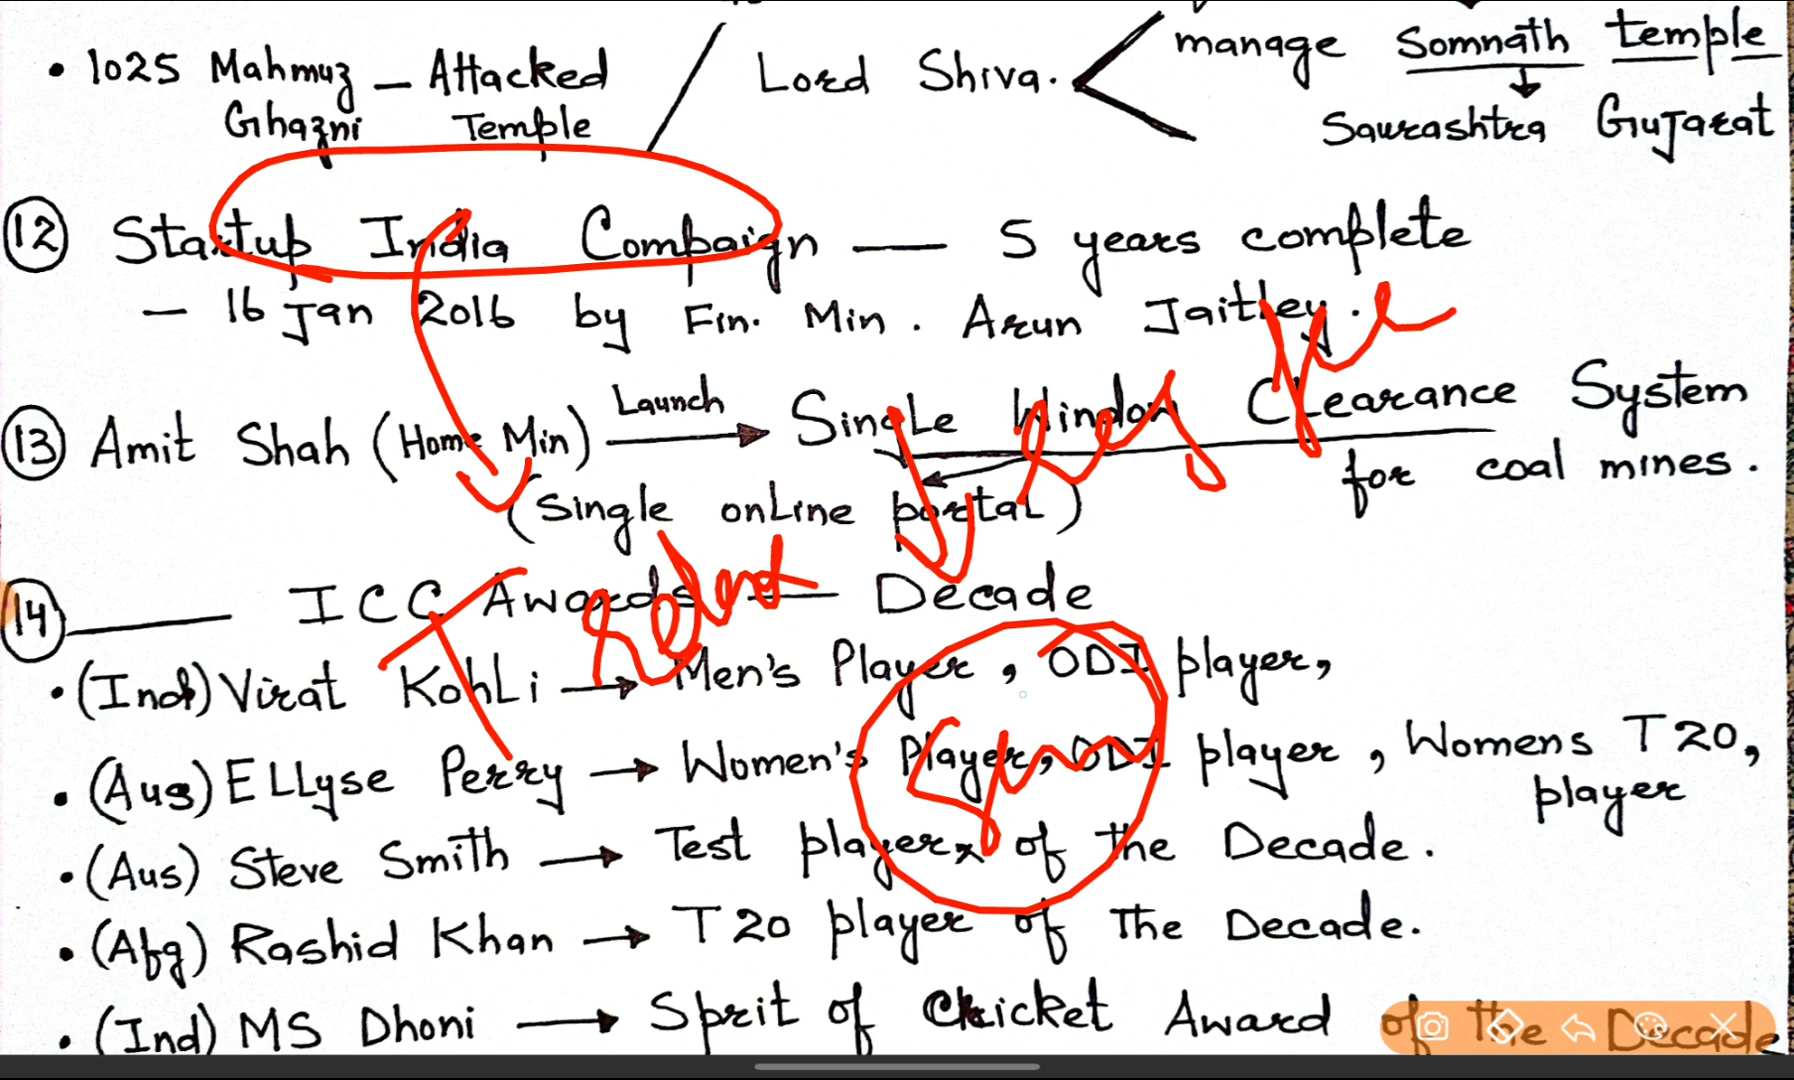 manage Somnath temple
• 1025 Mahmuz – Attacked Lord Shiva.
Ghazni Temple Saurashtra Gujarat
12 Startup India Compaign — 5 years complete
– 16 Jan 2016 by Fin. Min. Arun Jaitley.
13 Amit Shah (Home Min) Launch → Single Window Clearance System
for coal mines.
(Single online portal)
14 — ICC Awards — Decade
• (Ind) Virat Kohli → Men's Player, ODI player,
• (Aus) Ellyse Perry → Women's Player, ODI player, Womens T20,
player
• (Aus) Steve Smith → Test player of the Decade.
• (Afg) Rashid Khan → T20 player of The Decade.
• (Ind) MS Dhoni → Sprit of Cricket Award of the Decade